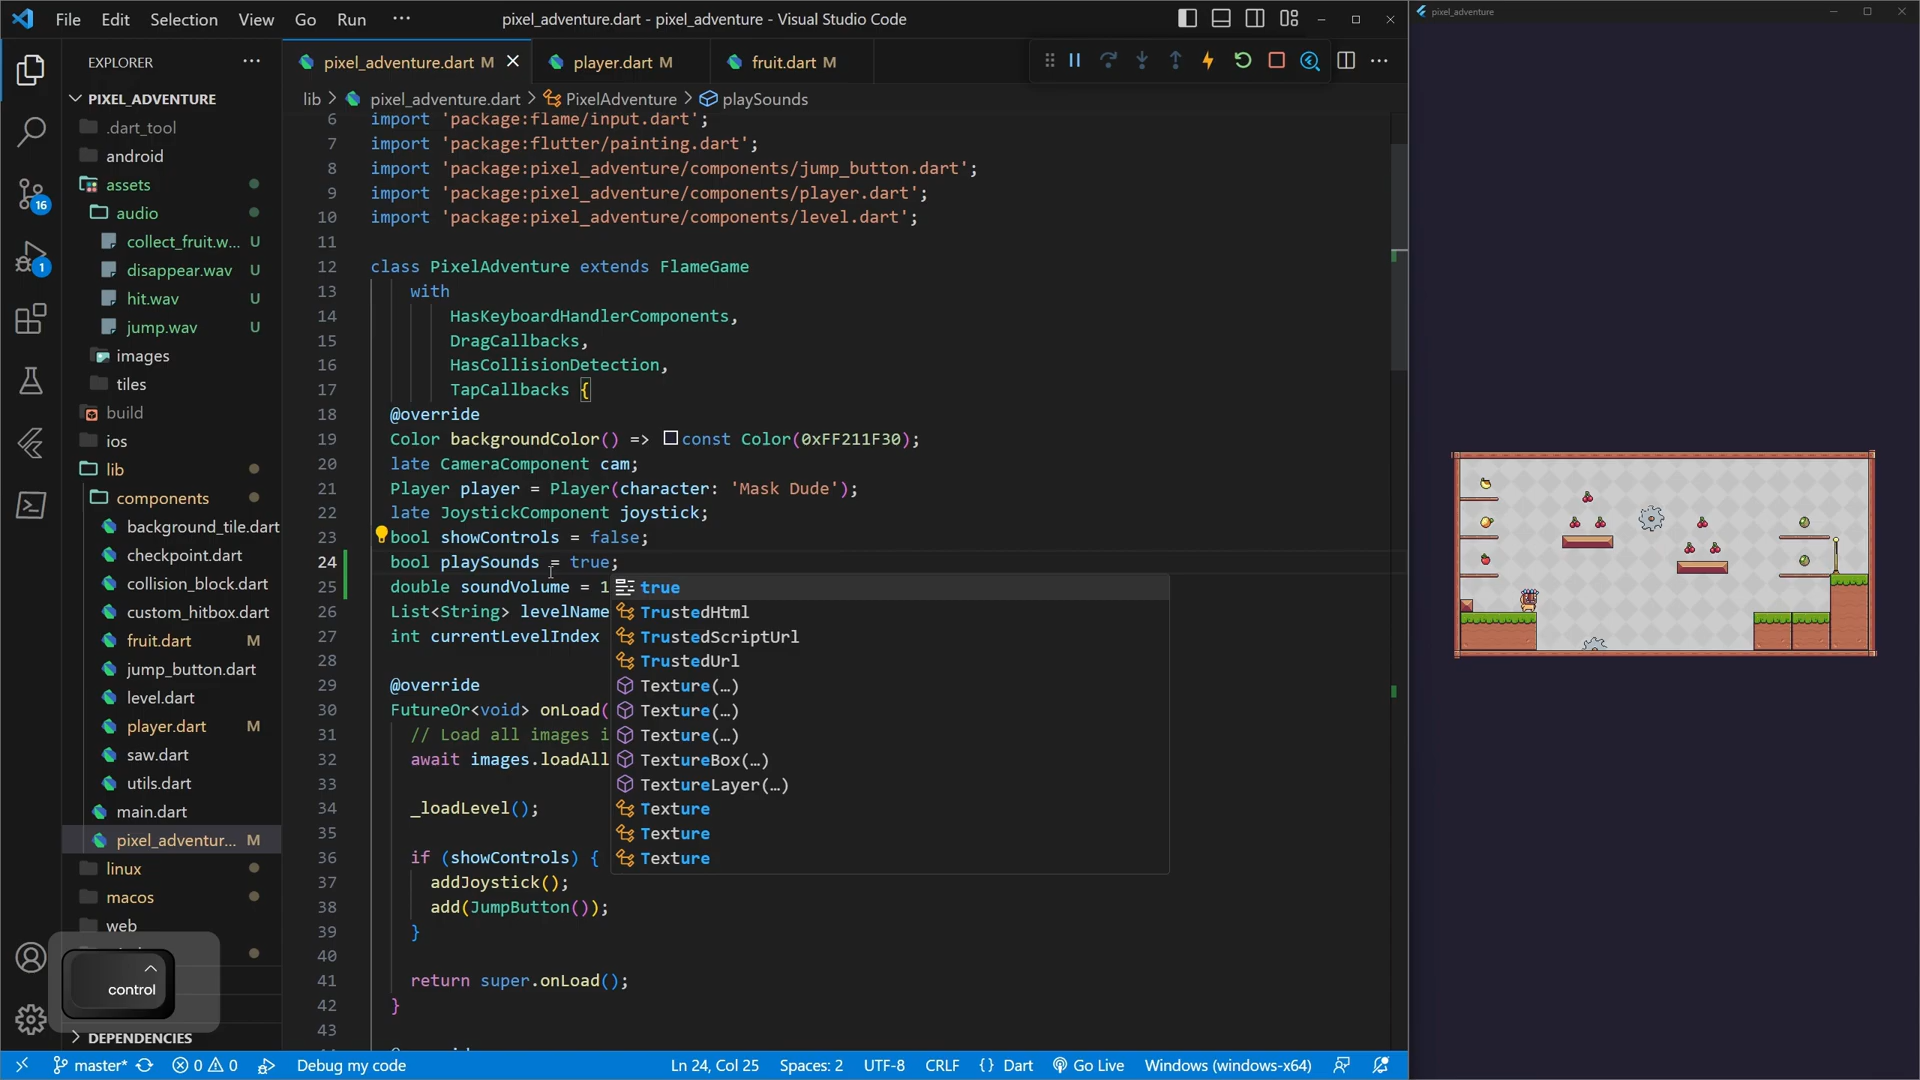 File Edit Selection View Go Run ···
pixel_adventure.dart - pixel_adventure - Visual Studio Code
pixel_adventure
EXPLORER
PIXEL_ADVENTURE
.dart_tool
android
assets
audio
collect_fruit.w... U
disappear.wav U
hit.wav U
jump.wav U
images
tiles
build
ios
lib
components
background_tile.dart
checkpoint.dart
collision_block.dart
custom_hitbox.dart
fruit.dart M
jump_button.dart
level.dart
player.dart M
saw.dart
utils.dart
main.dart
pixel_adventur... M
linux
macos
web
DEPENDENCIES
16
1
control
pixel_adventure.dart M
player.dart M
fruit.dart M
lib > pixel_adventure.dart > PixelAdventure > playSounds
6 import 'package:flame/input.dart';
7 import 'package:flutter/painting.dart';
8 import 'package:pixel_adventure/components/jump_button.dart';
9 import 'package:pixel_adventure/components/player.dart';
10 import 'package:pixel_adventure/components/level.dart';
11
12 class PixelAdventure extends FlameGame
13 with
14 HasKeyboardHandlerComponents,
15 DragCallbacks,
16 HasCollisionDetection,
17 TapCallbacks {
18 @override
19 Color backgroundColor() => const Color(0xFF211F30);
20 late CameraComponent cam;
21 Player player = Player(character: 'Mask Dude');
22 late JoystickComponent joystick;
23 bool showControls = false;
24 bool playSounds = true;
25 double soundVolume = 1
26 List<String> levelName
27 int currentLevelIndex
28
29 @override
30 FutureOr<void> onLoad(
31 // Load all images i
32 await images.loadAll
33
34 _loadLevel();
35
36 if (showControls) {
37 addJoystick();
38 add(JumpButton());
39 }
40
41 return super.onLoad();
42 }
43
true
TrustedHtml
TrustedScriptUrl
TrustedUrl
Texture(…)
Texture(…)
Texture(…)
TextureBox(…)
TextureLayer(…)
Texture
Texture
Texture
master* 0 0 Debug my code
Ln 24, Col 25 Spaces: 2 UTF-8 CRLF {} Dart Go Live Windows (windows-x64)